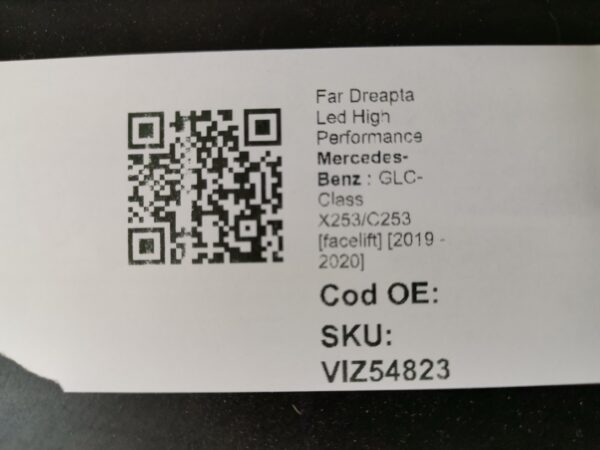 Far Dreapta
Led High
Performance
Mercedes-
Benz : GLC-
Class
X253/C253
[facelift] [2019 -
2020]
Cod OE:
SKU:
VIZ54823